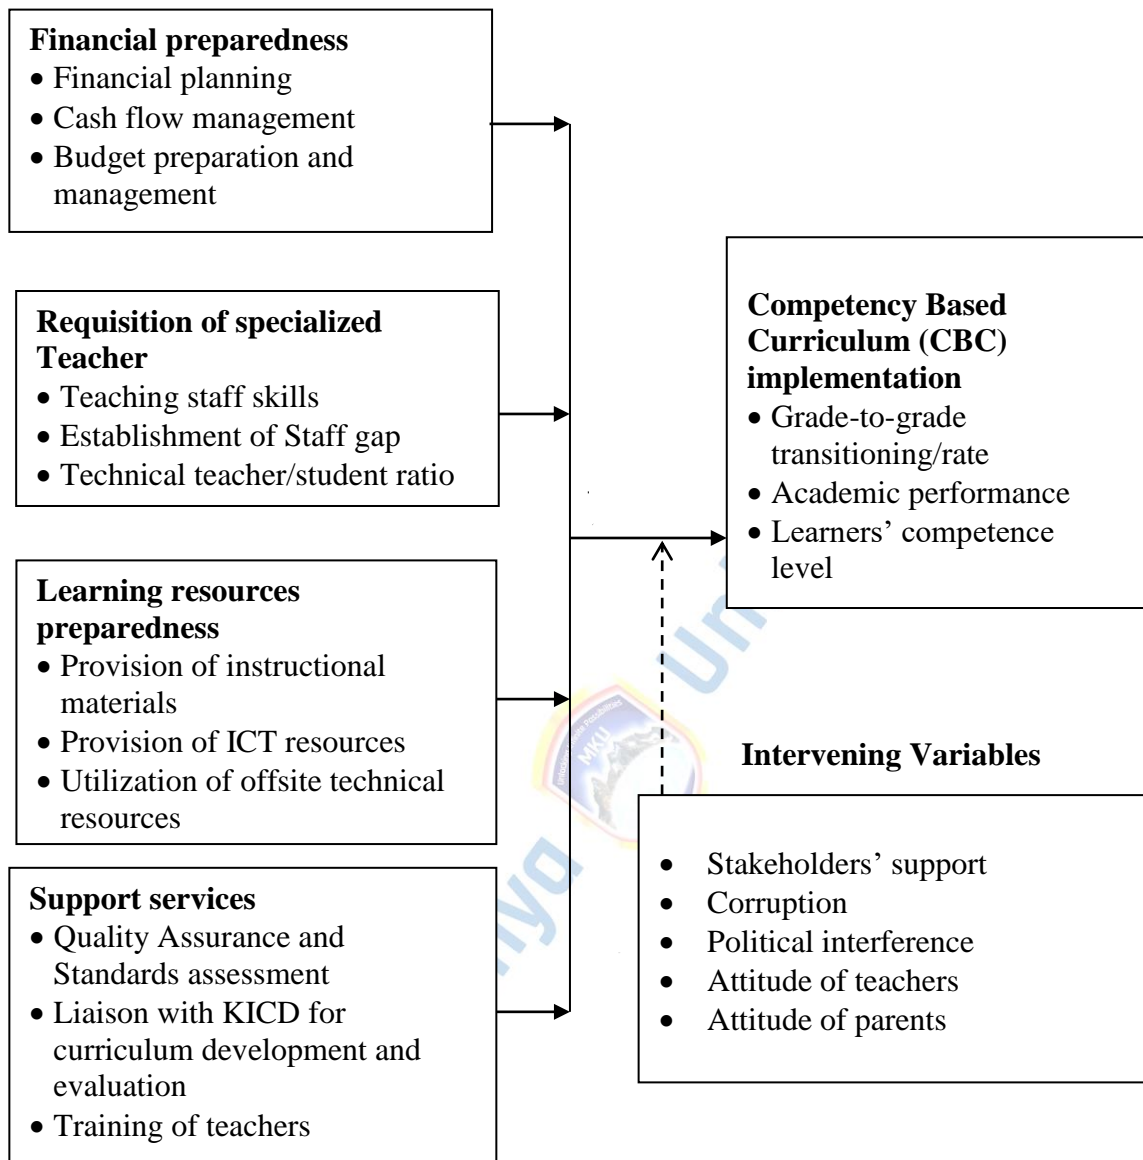 Financial preparedness
• Financial planning
• Cash flow management
• Budget preparation and
management
Requisition of specialized
Teacher
• Teaching staff skills
• Establishment of Staff gap
• Technical teacher/student ratio
Learning resources
preparedness
• Provision of instructional
materials
• Provision of ICT resources
• Utilization of offsite technical
resources
Support services
• Quality Assurance and
Standards assessment
• Liaison with KICD for
curriculum development and
evaluation
• Training of teachers
Competency Based
Curriculum (CBC)
implementation
• Grade-to-grade
transitioning/rate
• Academic performance
• Learners’ competence
level
Intervening Variables
• Stakeholders’ support
• Corruption
• Political interference
• Attitude of teachers
• Attitude of parents
nya Uni
MKU